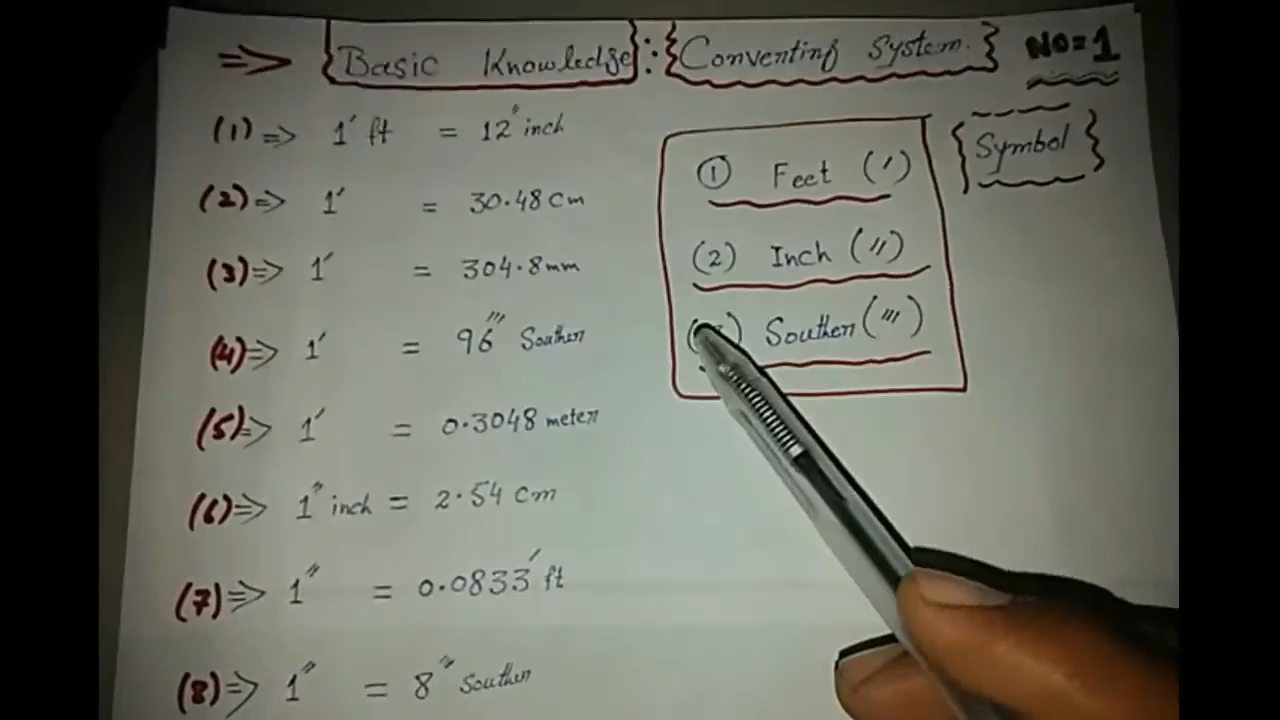 => Basic Knowledge : Conventing System. NO=1
(1)=> 1' ft = 12" inch
(2)=> 1' = 30.48 cm
(3)=> 1' = 304.8 mm
(4)=> 1' = 96''' Southen
(5)=> 1' = 0.3048 meten
(6)=> 1" inch = 2.54 cm
(7)=> 1" = 0.0833' ft
(8)=> 1" = 8''' Southen
Symbol
① Feet (')
(2) Inch (")
Southen (''')